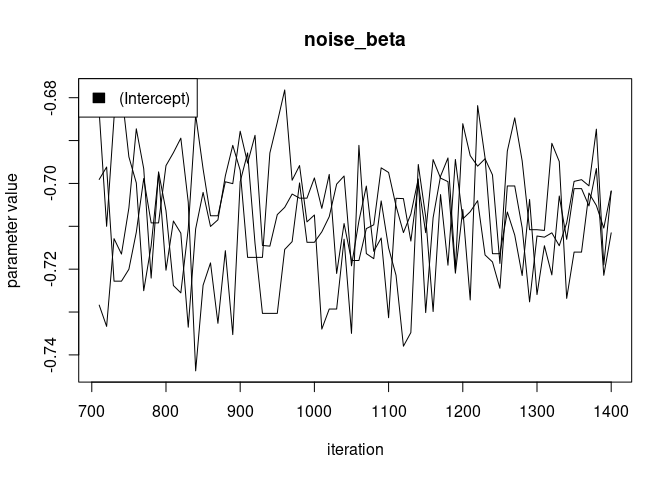 noise_beta
(Intercept)
-0.68
-0.70
-0.72
-0.74
parameter value
700 800 900 1000 1100 1200 1300 1400
iteration